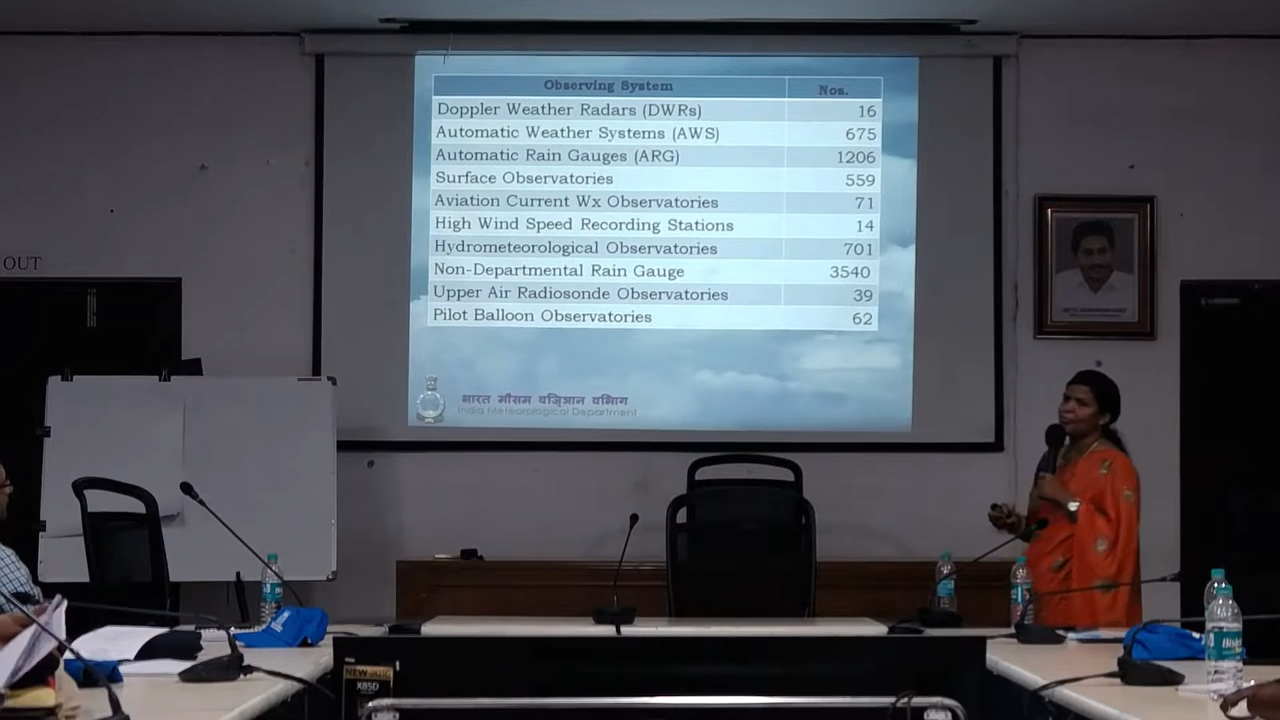 Observing System Nos.
Doppler Weather Radars (DWRs) 16
Automatic Weather Systems (AWS) 675
Automatic Rain Gauges (ARG) 1206
Surface Observatories 559
Aviation Current Wx Observatories 71
High Wind Speed Recording Stations 14
Hydrometeorological Observatories 701
Non-Departmental Rain Gauge 3540
Upper Air Radiosonde Observatories 39
Pilot Balloon Observatories 62
भारत मौसम
India Meteorological Department
OUT
NEW
X85D